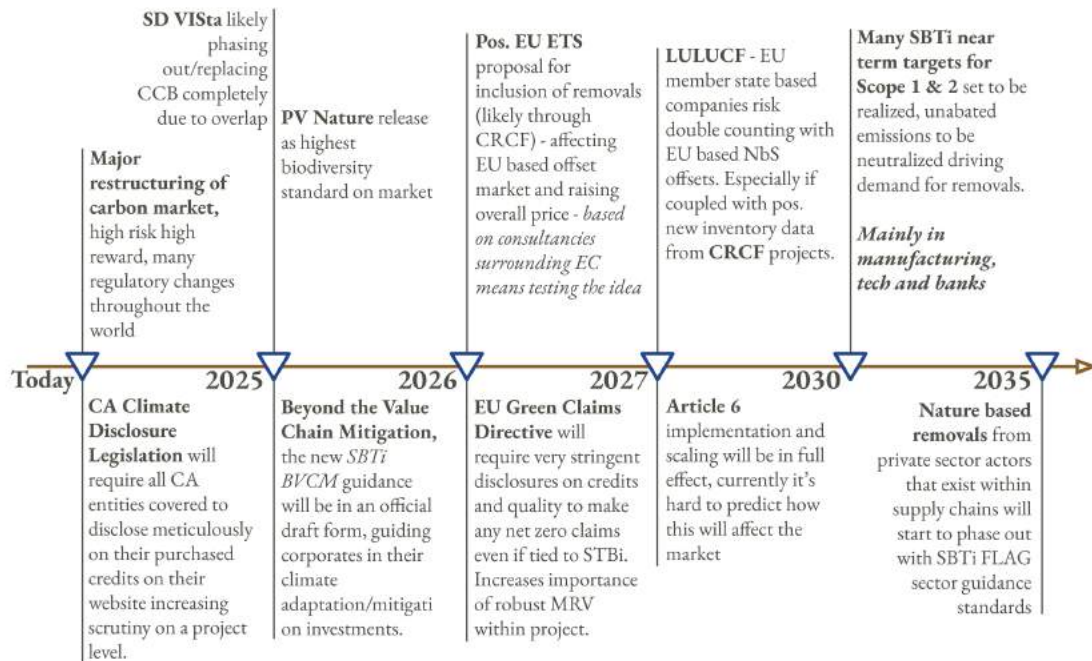 SD VISta likely
phasing
out/replacing
CCB completely
due to overlap
Major
restructuring of
carbon market,
high risk high
reward, many
regulatory changes
throughout the
world
PV Nature release
as highest
biodiversity
standard on market
Pos. EU ETS
proposal for
inclusion of removals
(likely through
CRCF) - affecting
EU based offset
market and raising
overall price - based
on consultancies
surrounding EC
means testing the idea
LULUCF - EU
member state based
companies risk
double counting with
EU based NbS
offsets. Especially if
coupled with pos.
new inventory data
from CRCF projects.
Many SBTi near
term targets for
Scope 1 & 2 set to be
realized, unabated
emissions to be
neutralized driving
demand for removals.
Mainly in
manufacturing,
tech and banks
Today
2025
2026
2027
2030
2035
CA Climate
Disclosure
Legislation will
require all CA
entities covered to
disclose meticulously
on their purchased
credits on their
website increasing
scrutiny on a project
level.
Beyond the Value
Chain Mitigation,
the new SBTi
BVCM guidance
will be in an official
draft form, guiding
corporates in their
climate
adaptation/mitigati
on investments.
EU Green Claims
Directive will
require very stringent
disclosures on credits
and quality to make
any net zero claims
even if tied to STBi.
Increases importance
of robust MRV
within project.
Article 6
implementation and
scaling will be in full
effect, currently it's
hard to predict how
this will affect the
market
Nature based
removals from
private sector actors
that exist within
supply chains will
start to phase out
with SBTi FLAG
sector guidance
standards